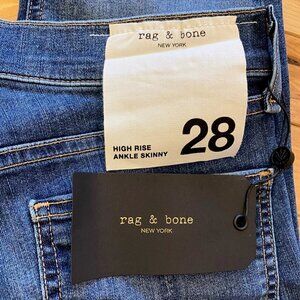 rag & bone
NEW YORK
HIGH RISE
ANKLE SKINNY
28
rag & bone
NEW YORK